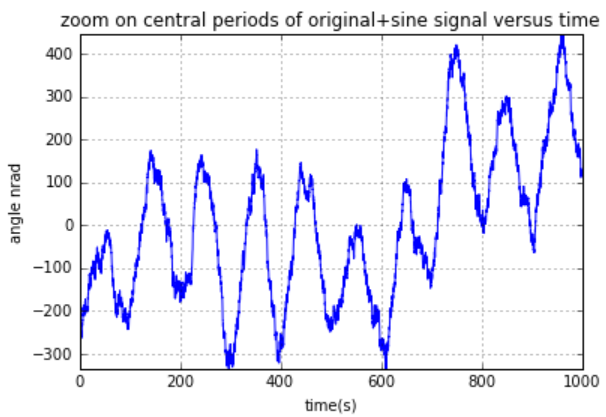 zoom on central periods of original+sine signal versus time
400
300
200
100
0
−100
−200
−300
angle nrad
0 200 400 600 800 1000
time(s)